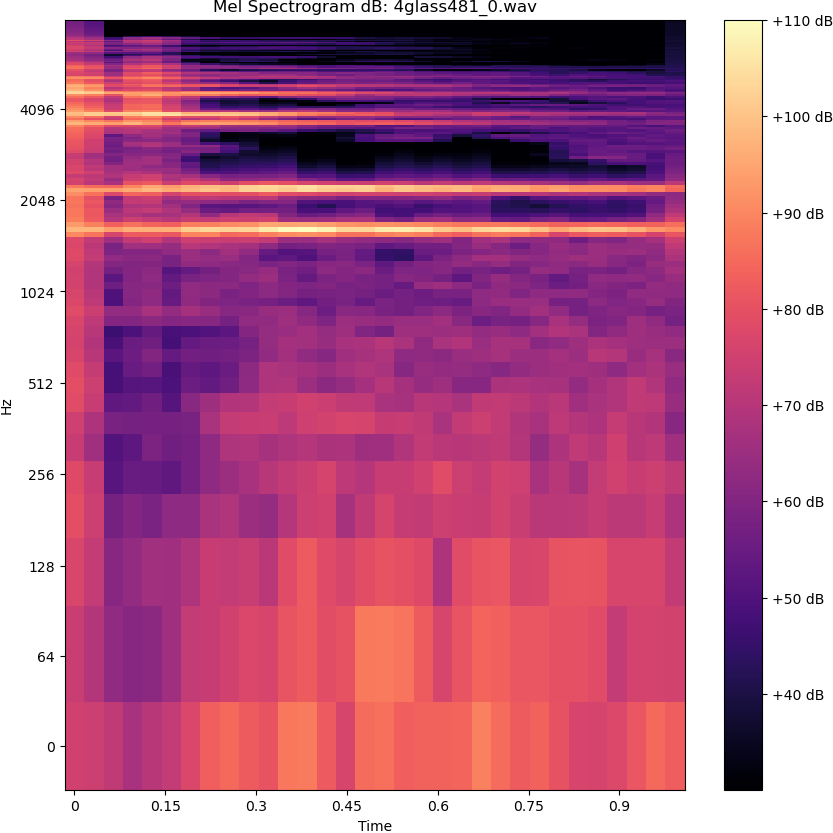 Mel Spectrogram dB: 4glass481_0.wav
Hz
4096
2048
1024
512
256
128
64
0
0
0.15
0.3
0.45
0.6
0.75
0.9
Time
+110 dB
+100 dB
+90 dB
+80 dB
+70 dB
+60 dB
+50 dB
+40 dB